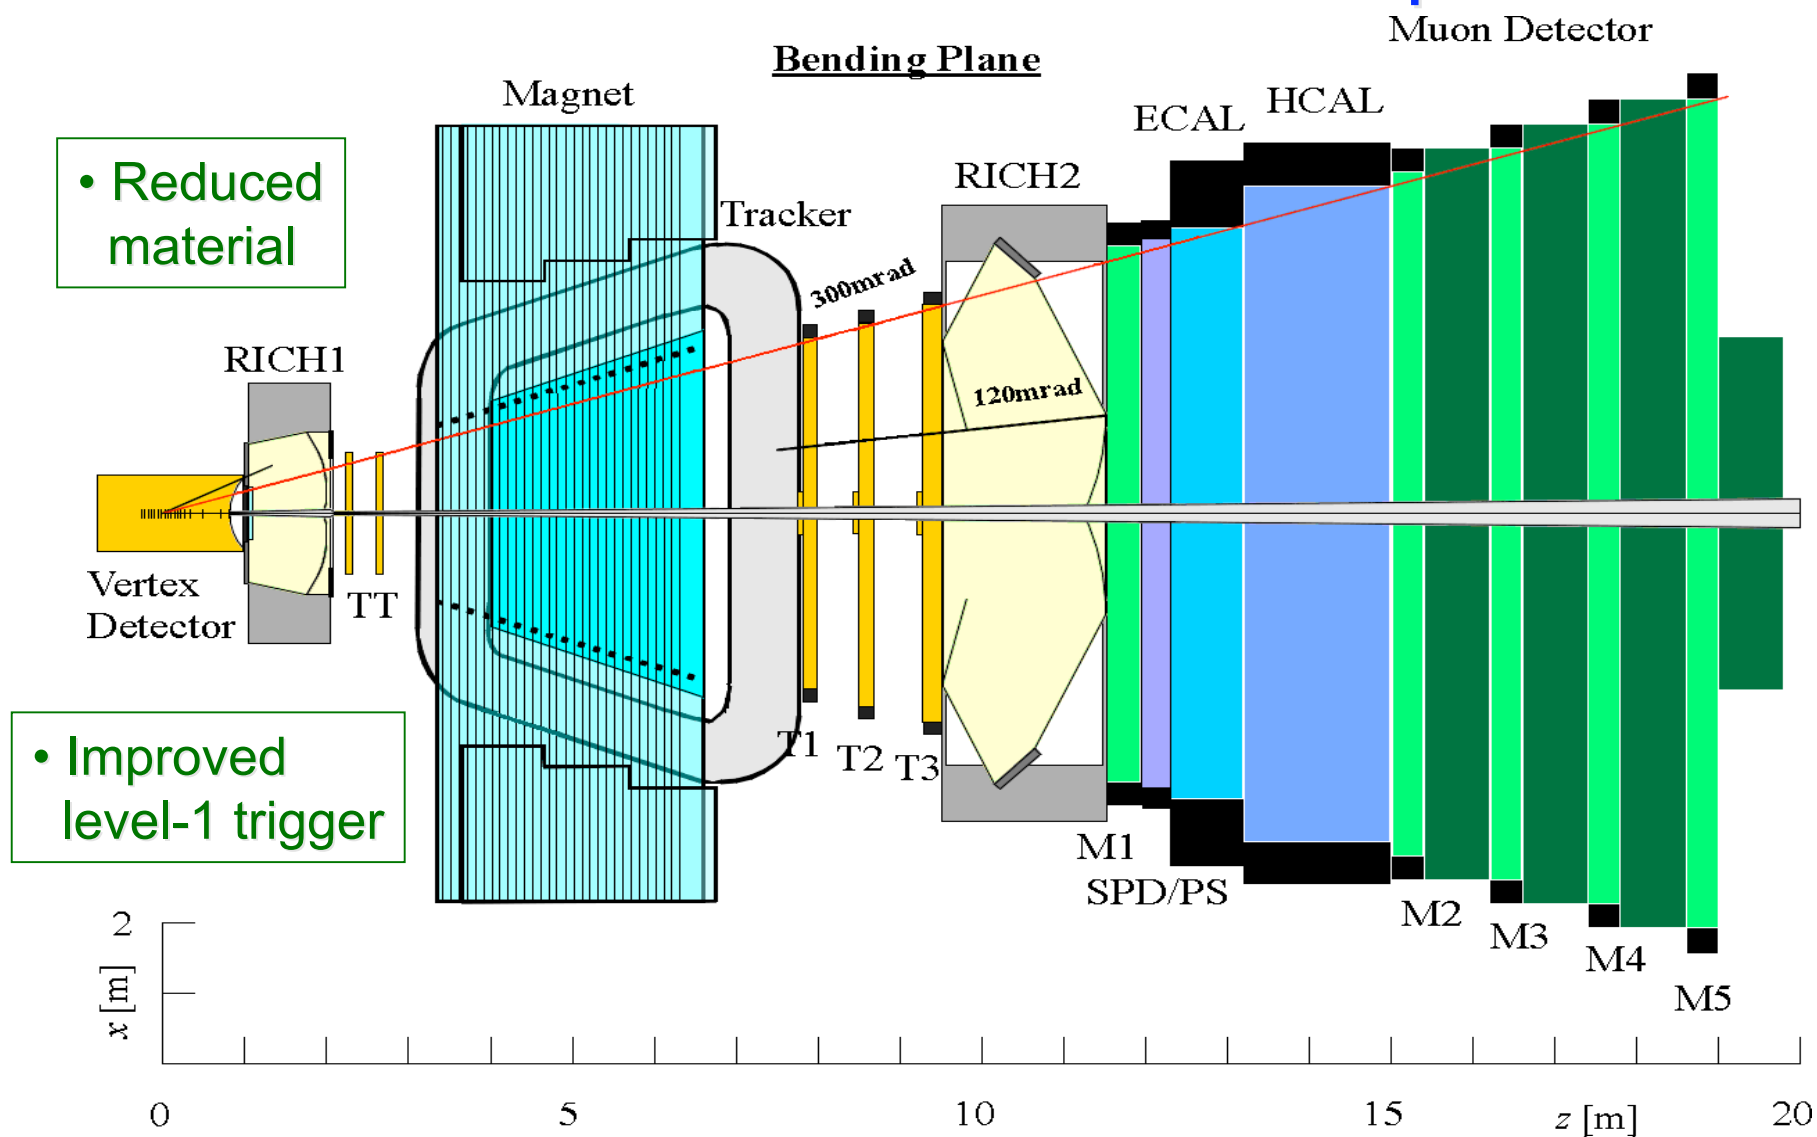 Muon Detector
Bending Plane
Magnet
HCAL
ECAL
• Reduced
material
RICH2
Tracker
300mrad
RICH1
120mrad
Vertex
Detector
TT
T1
T2
T3
• Improved
level-1 trigger
M1
SPD/PS
M2
M3
M4
M5
2
x [m]
0
5
10
15
z [m]
20